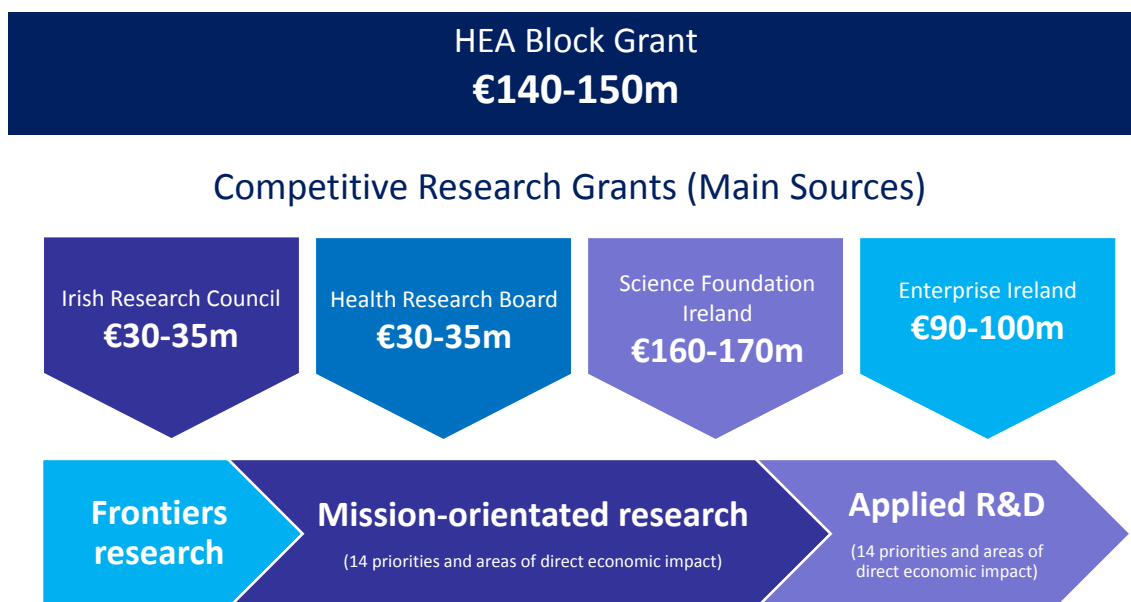 HEA Block Grant
€140-150m
Competitive Research Grants (Main Sources)
Irish Research Council
€30-35m
Health Research Board
€30-35m
Science Foundation
Ireland
€160-170m
Enterprise Ireland
€90-100m
Frontiers
research
Mission-orientated research
(14 priorities and areas of direct economic impact)
Applied R&D
(14 priorities and areas of
direct economic impact)